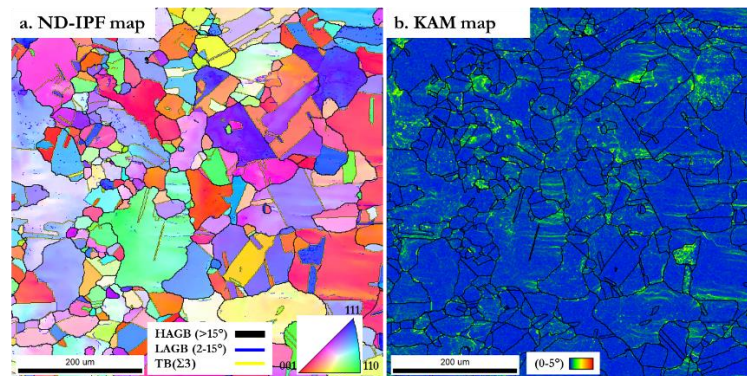 a. ND-IPF map
b. KAM map
HAGB (>15°)
LAGB (2-15°)
TB(Σ3)
111
001
110
200 um
200 um
(0-5°)